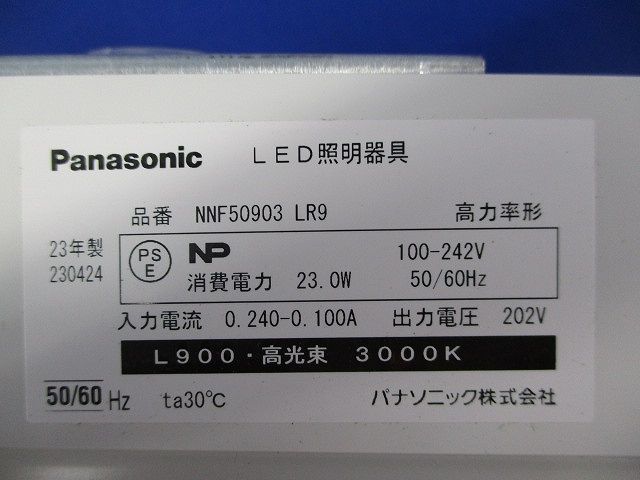 Panasonic LED照明器具
品番 NNF50903 LR9 高力率形
23年製
230424
PS
E
NP 100-242V
消費電力 23.0W 50/60Hz
入力電流 0.240-0.100A 出力電圧 202V
L900・高光束 3000K
50/60 Hz ta30℃ パナソニック株式会社